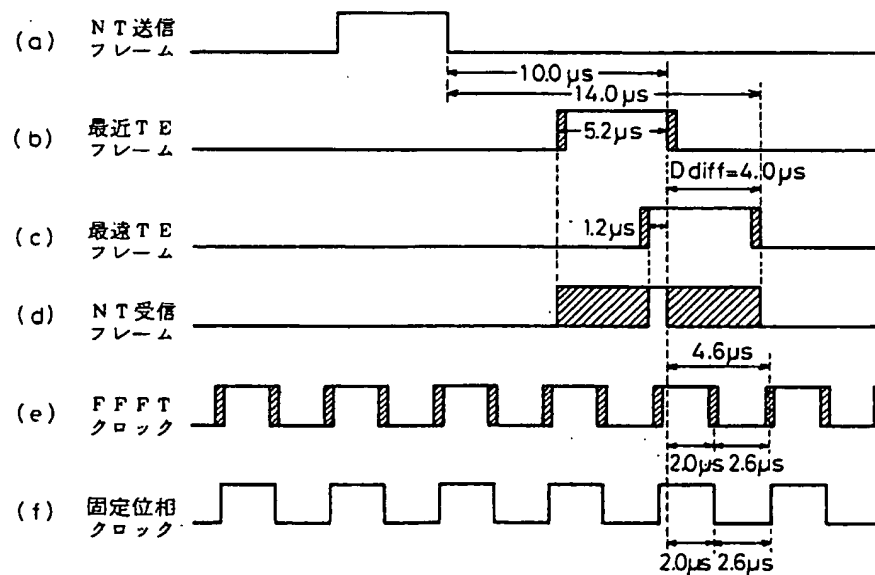 (a) NT送信
フレーム
10.0μs
14.0μs
(b) 最近TE
フレーム
5.2μs
D diff=4.0μs
(c) 最遠TE
フレーム
1.2μs
(d) NT受信
フレーム
4.6μs
(e) FFFT
クロック
2.0μs 2.6μs
(f) 固定位相
クロック
2.0μs 2.6μs